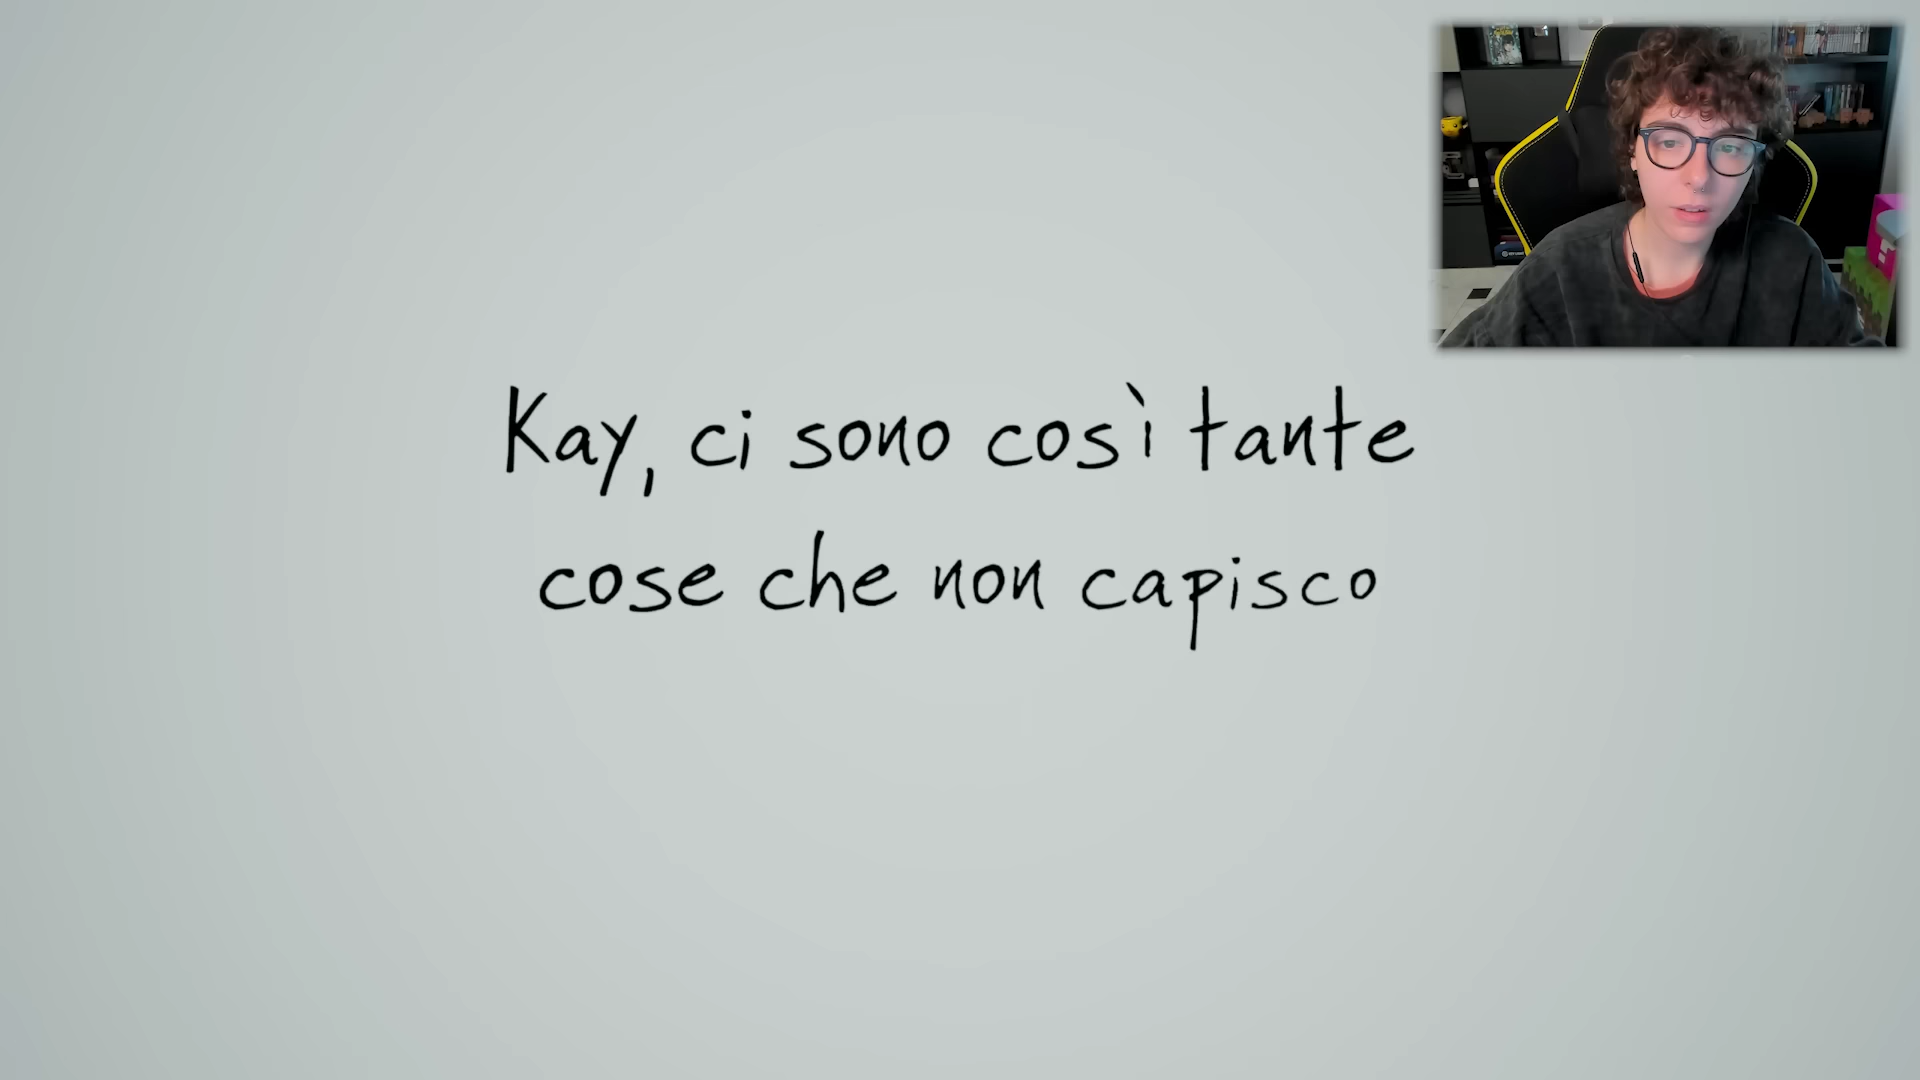 Kay, ci sono così tante
cose che non capisco